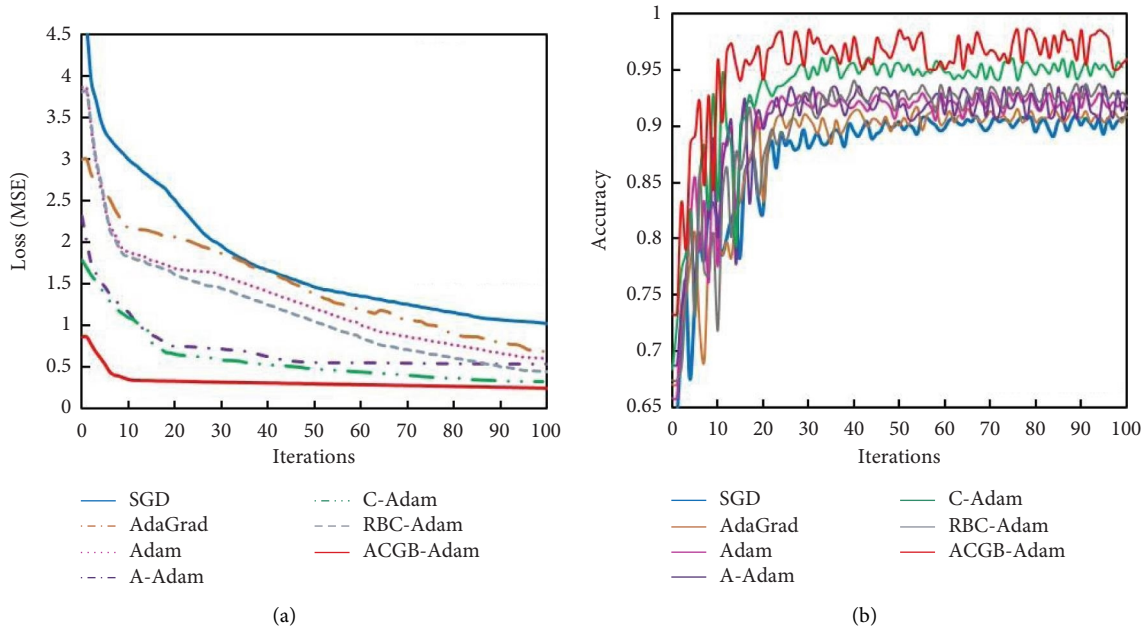 4.5
4
3.5
3
2.5
2
1.5
1
0.5
0
Loss (MSE)
0 10 20 30 40 50 60 70 80 90 100
Iterations
SGD
AdaGrad
Adam
A-Adam
C-Adam
RBC-Adam
ACGB-Adam
(a)
1
0.95
0.9
0.85
0.8
0.75
0.7
0.65
Accuracy
0 10 20 30 40 50 60 70 80 90 100
Iterations
SGD
AdaGrad
Adam
A-Adam
C-Adam
RBC-Adam
ACGB-Adam
(b)